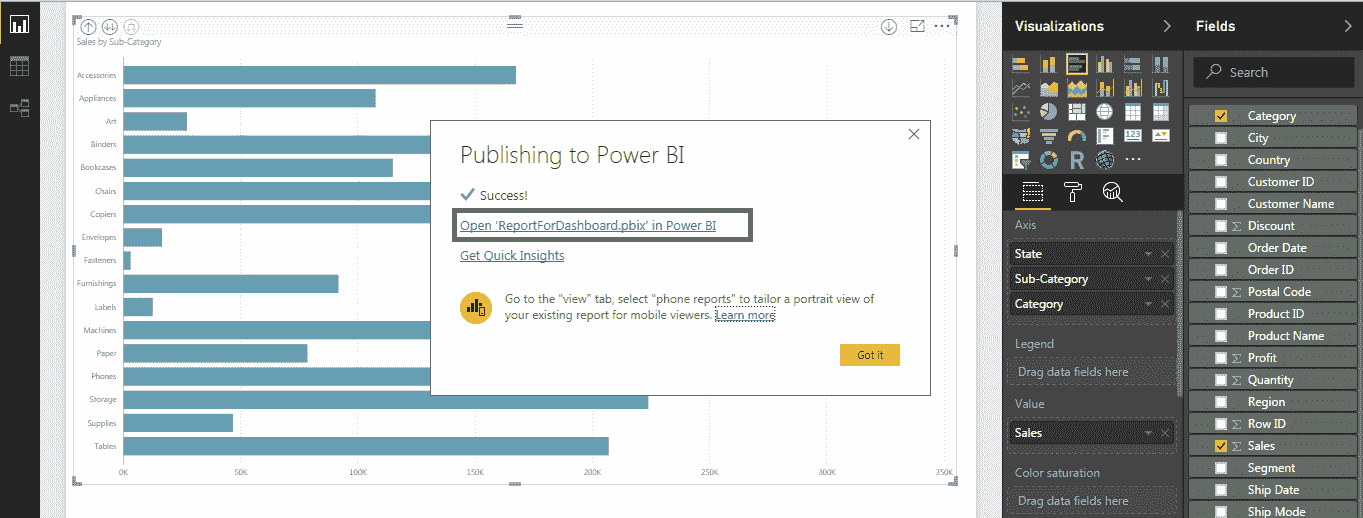 Sales by Sub-Category
Accessories
Appliances
Art
Binders
Bookcases
Chairs
Copiers
Envelopes
Fasteners
Furnishings
Labels
Machines
Paper
Phones
Storage
Supplies
Tables
0K 50K 100K 150K 200K 250K 300K 350K
Publishing to Power BI
Success!
Open 'ReportForDashboard.pbix' in Power BI
Get Quick Insights
Go to the "view" tab, select "phone reports" to tailor a portrait view of
your existing report for mobile viewers. Learn more
Got it
Visualizations
R
123
Axis
State
Sub-Category
Category
Legend
Drag data fields here
Value
Sales
Color saturation
Drag data fields here
Fields
Search
Category
City
Country
Customer ID
Customer Name
Σ Discount
Order Date
Order ID
Σ Postal Code
Product ID
Product Name
Σ Profit
Σ Quantity
Region
Σ Row ID
Σ Sales
Segment
Ship Date
Ship Mode